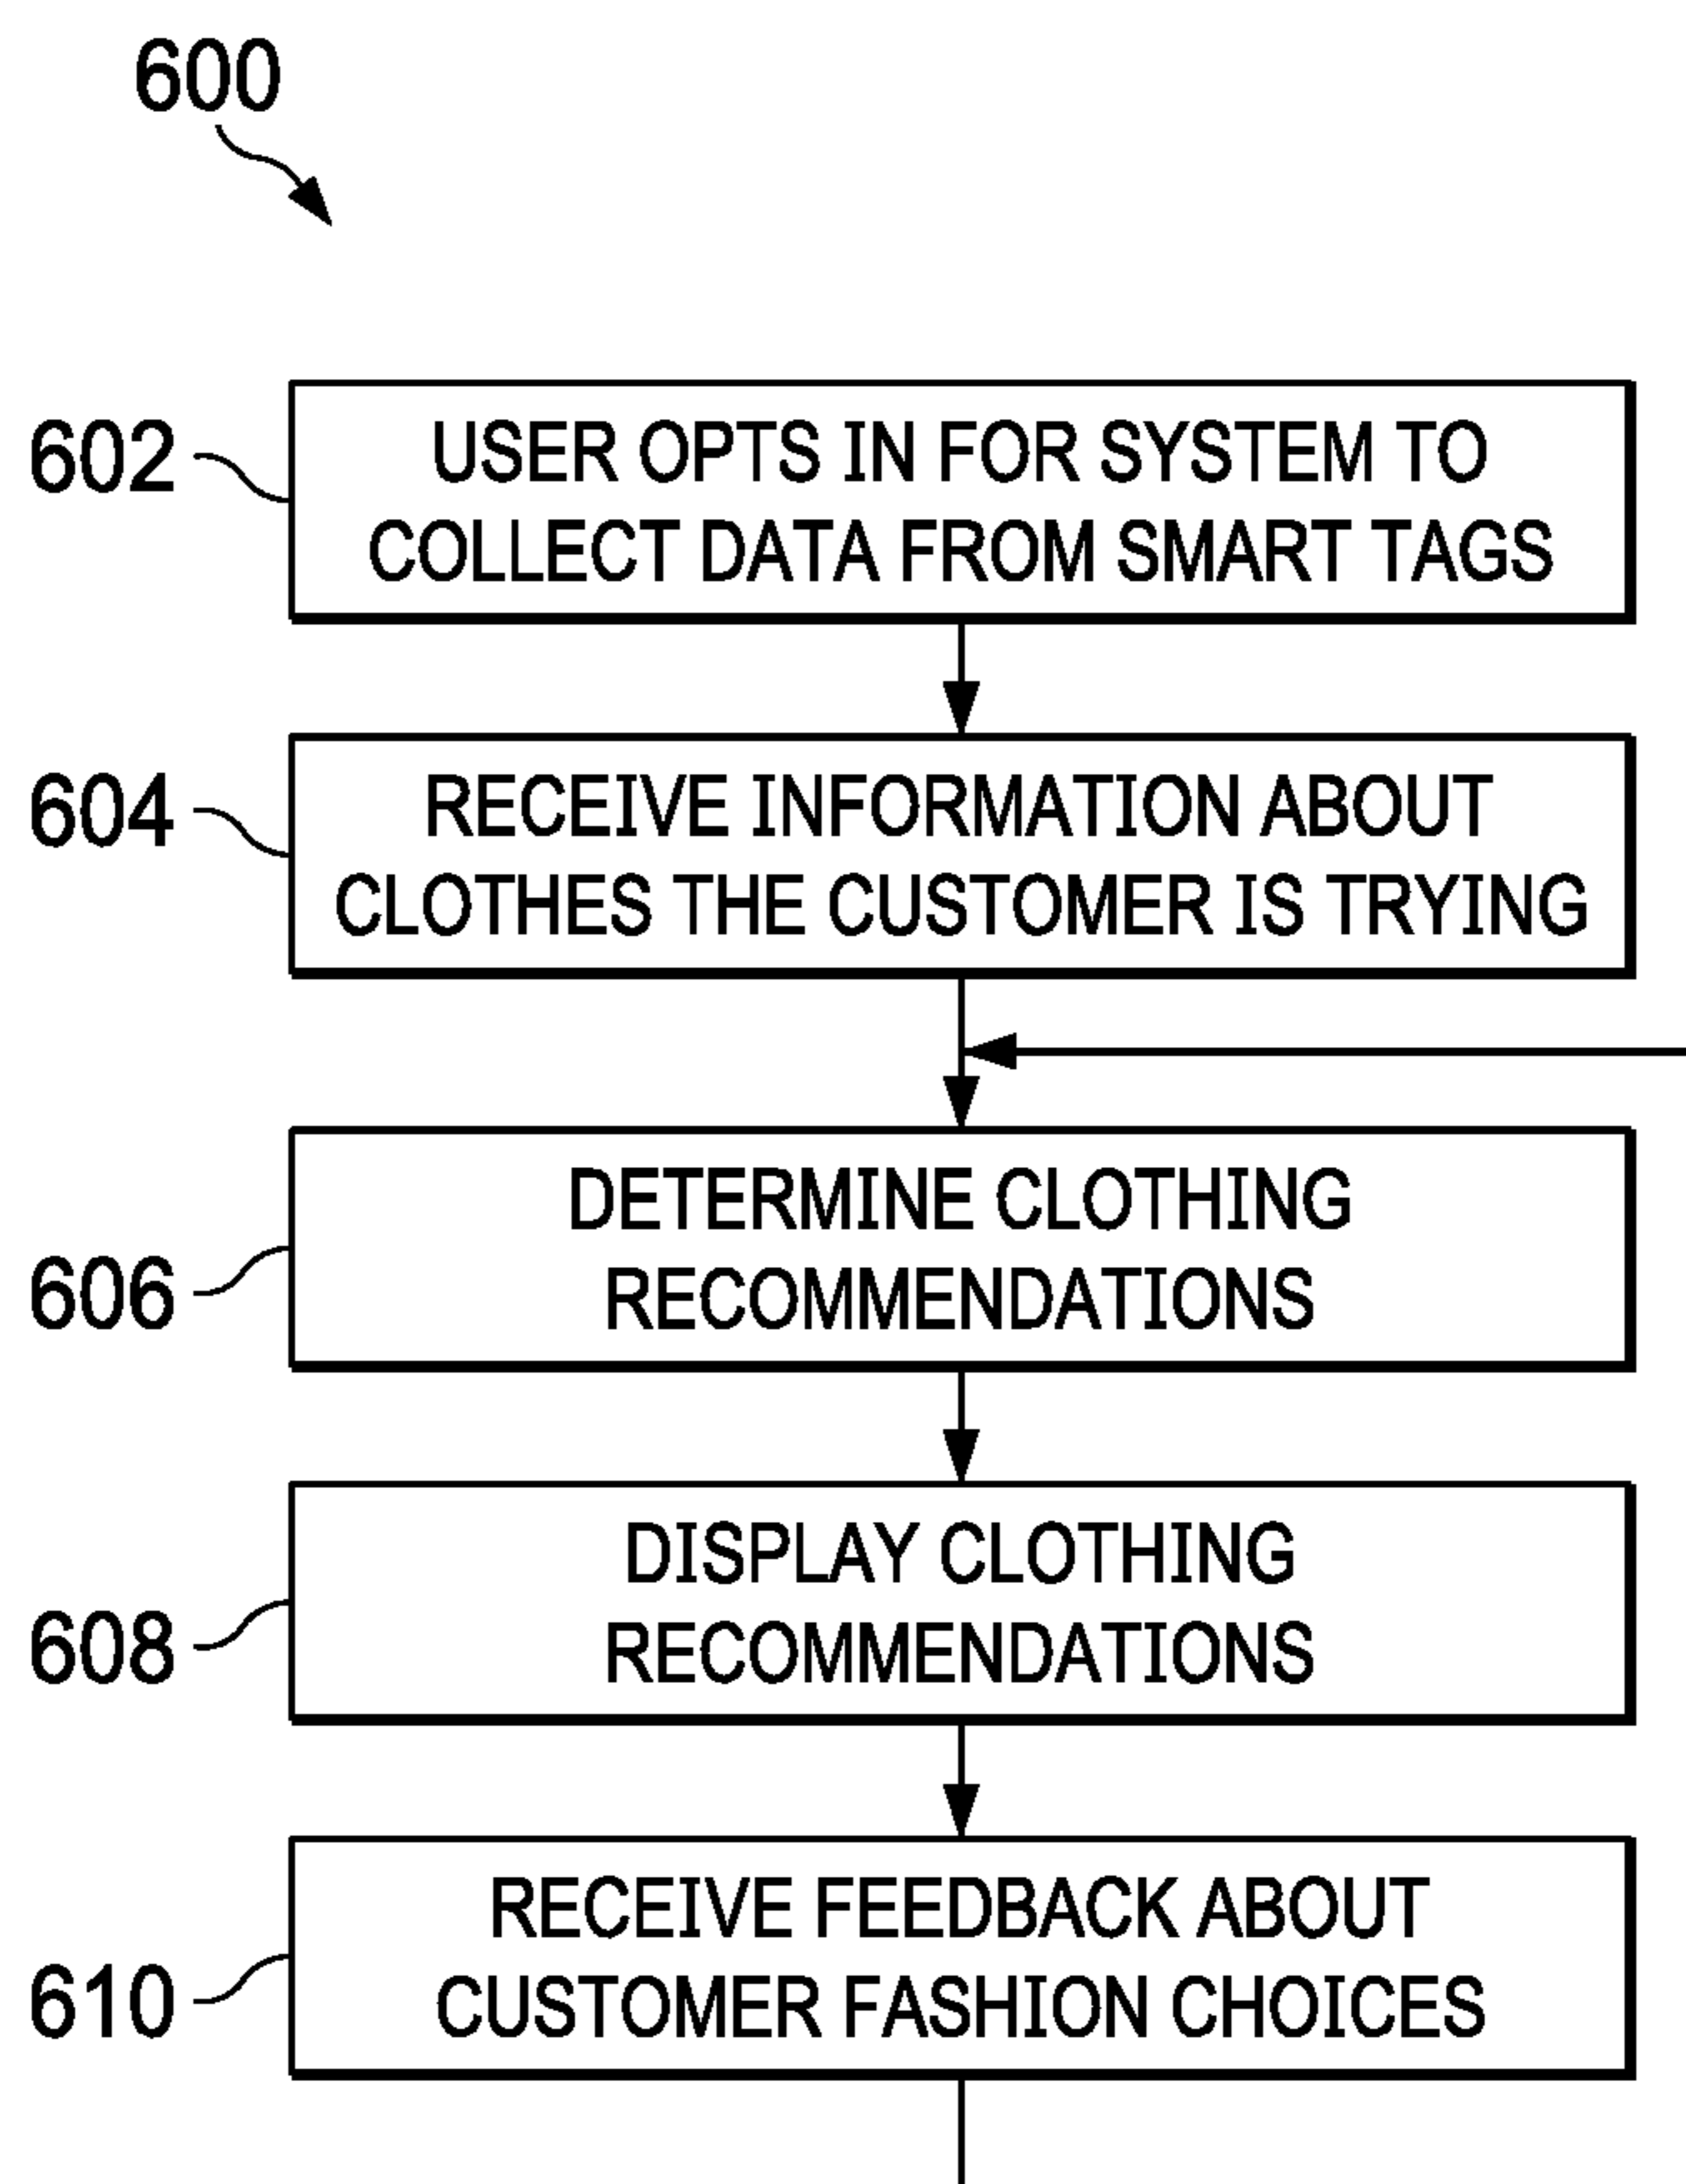 600
602
USER OPTS IN FOR SYSTEM TO
COLLECT DATA FROM SMART TAGS
604
RECEIVE INFORMATION ABOUT
CLOTHES THE CUSTOMER IS TRYING
606
DETERMINE CLOTHING
RECOMMENDATIONS
608
DISPLAY CLOTHING
RECOMMENDATIONS
610
RECEIVE FEEDBACK ABOUT
CUSTOMER FASHION CHOICES